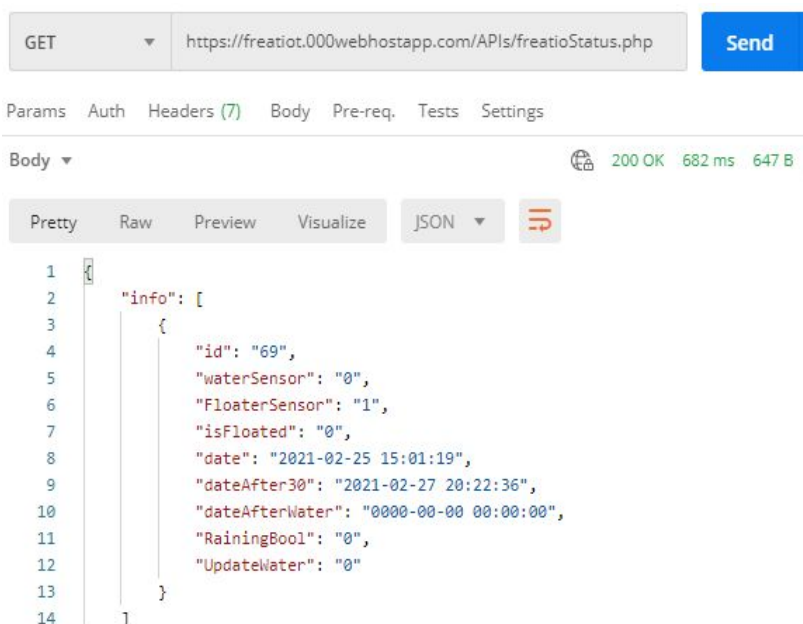 GET https://freatiot.000webhostapp.com/APIs/freatioStatus.php Send
Params Auth Headers (7) Body Pre-req. Tests Settings
Body 200 OK 682 ms 647 B
Pretty Raw Preview Visualize JSON
1 {
2 "info": [
3 {
4 "id": "69",
5 "waterSensor": "0",
6 "FloaterSensor": "1",
7 "isFloated": "0",
8 "date": "2021-02-25 15:01:19",
9 "dateAfter30": "2021-02-27 20:22:36",
10 "dateAfterWater": "0000-00-00 00:00:00",
11 "RainingBool": "0",
12 "UpdateWater": "0"
13 }
14 ]